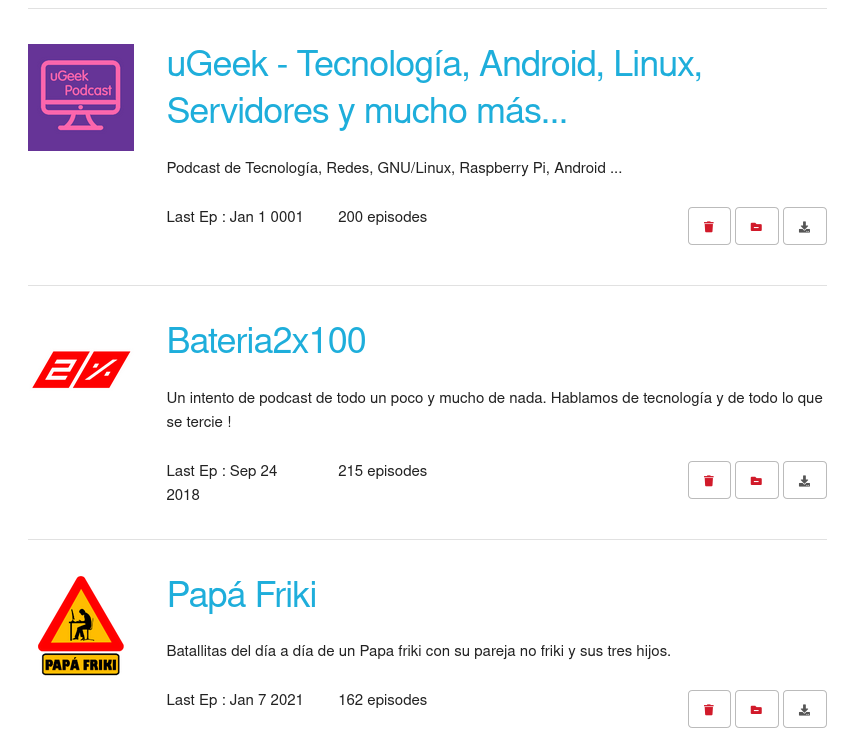 uGeek
Podcast
uGeek - Tecnología, Android, Linux,
Servidores y mucho más...
Podcast de Tecnología, Redes, GNU/Linux, Raspberry Pi, Android ...
Last Ep : Jan 1 0001 200 episodes
2%
Bateria2x100
Un intento de podcast de todo un poco y mucho de nada. Hablamos de tecnología y de todo lo que
se tercie !
Last Ep : Sep 24 215 episodes
2018
PAPÁ FRIKI
Papá Friki
Batallitas del día a día de un Papa friki con su pareja no friki y sus tres hijos.
Last Ep : Jan 7 2021 162 episodes